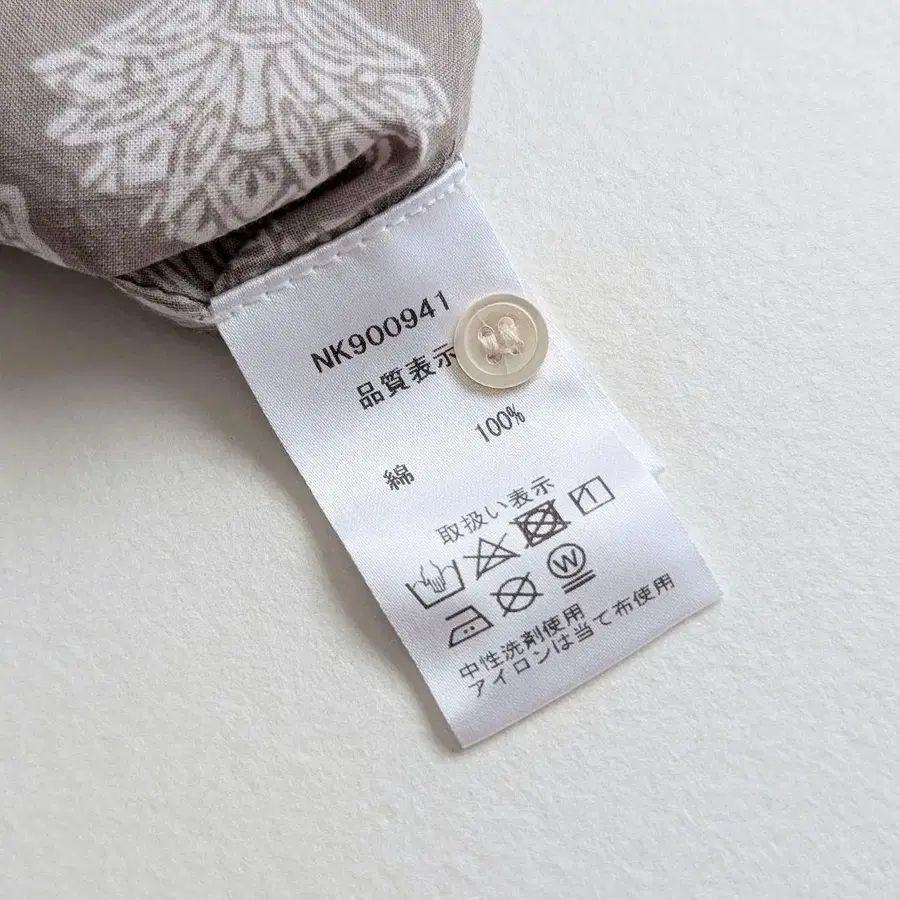 NK900941
品質表示
綿 100%
取扱い表示
W
中性洗剤使用
アイロンは当て布使用